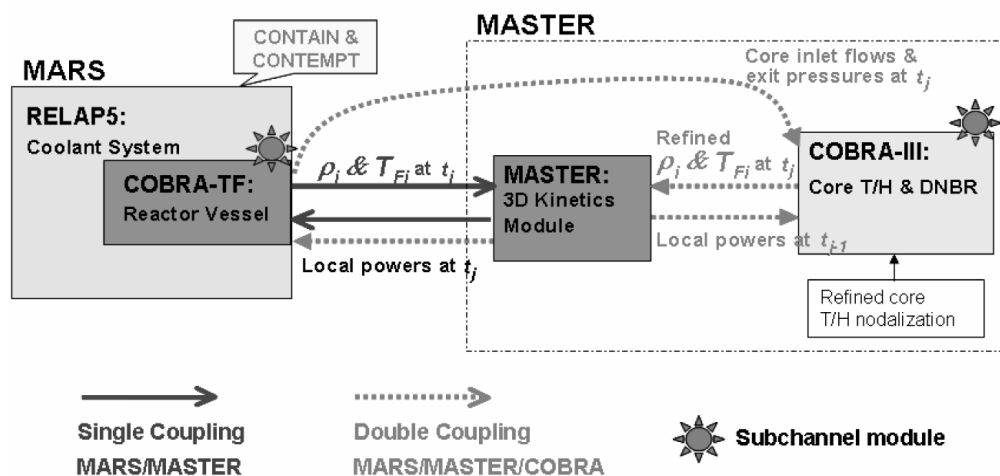 CONTAIN &
CONTEMPT
MASTER
MARS
Core inlet flows &
exit pressures at tj
RELAP5:
Coolant System
COBRA-TF:
Reactor Vessel
ρi & TFi at tj
MASTER:
3D Kinetics
Module
Refined
ρi & TFi at tj
COBRA-III:
Core T/H & DNBR
Local powers at tj
Local powers at tj-1
Refined core
T/H nodalization
Single Coupling
MARS/MASTER
Double Coupling
MARS/MASTER/COBRA
Subchannel module